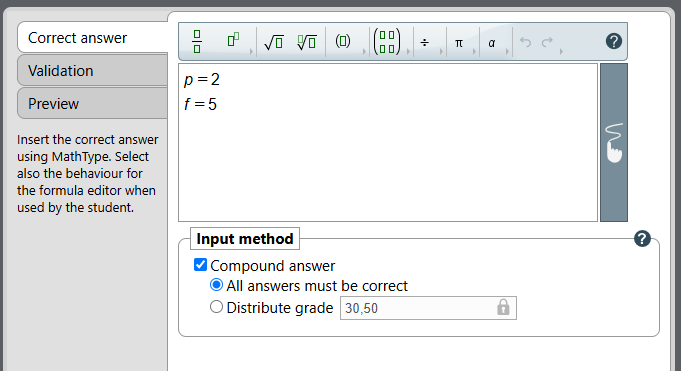 Correct answer
Validation
Preview
Insert the correct answer
using MathType. Select
also the behaviour for
the formula editor when
used by the student.
÷ π α ?
p = 2
f = 5
Input method ?
Compound answer
All answers must be correct
Distribute grade 30,50